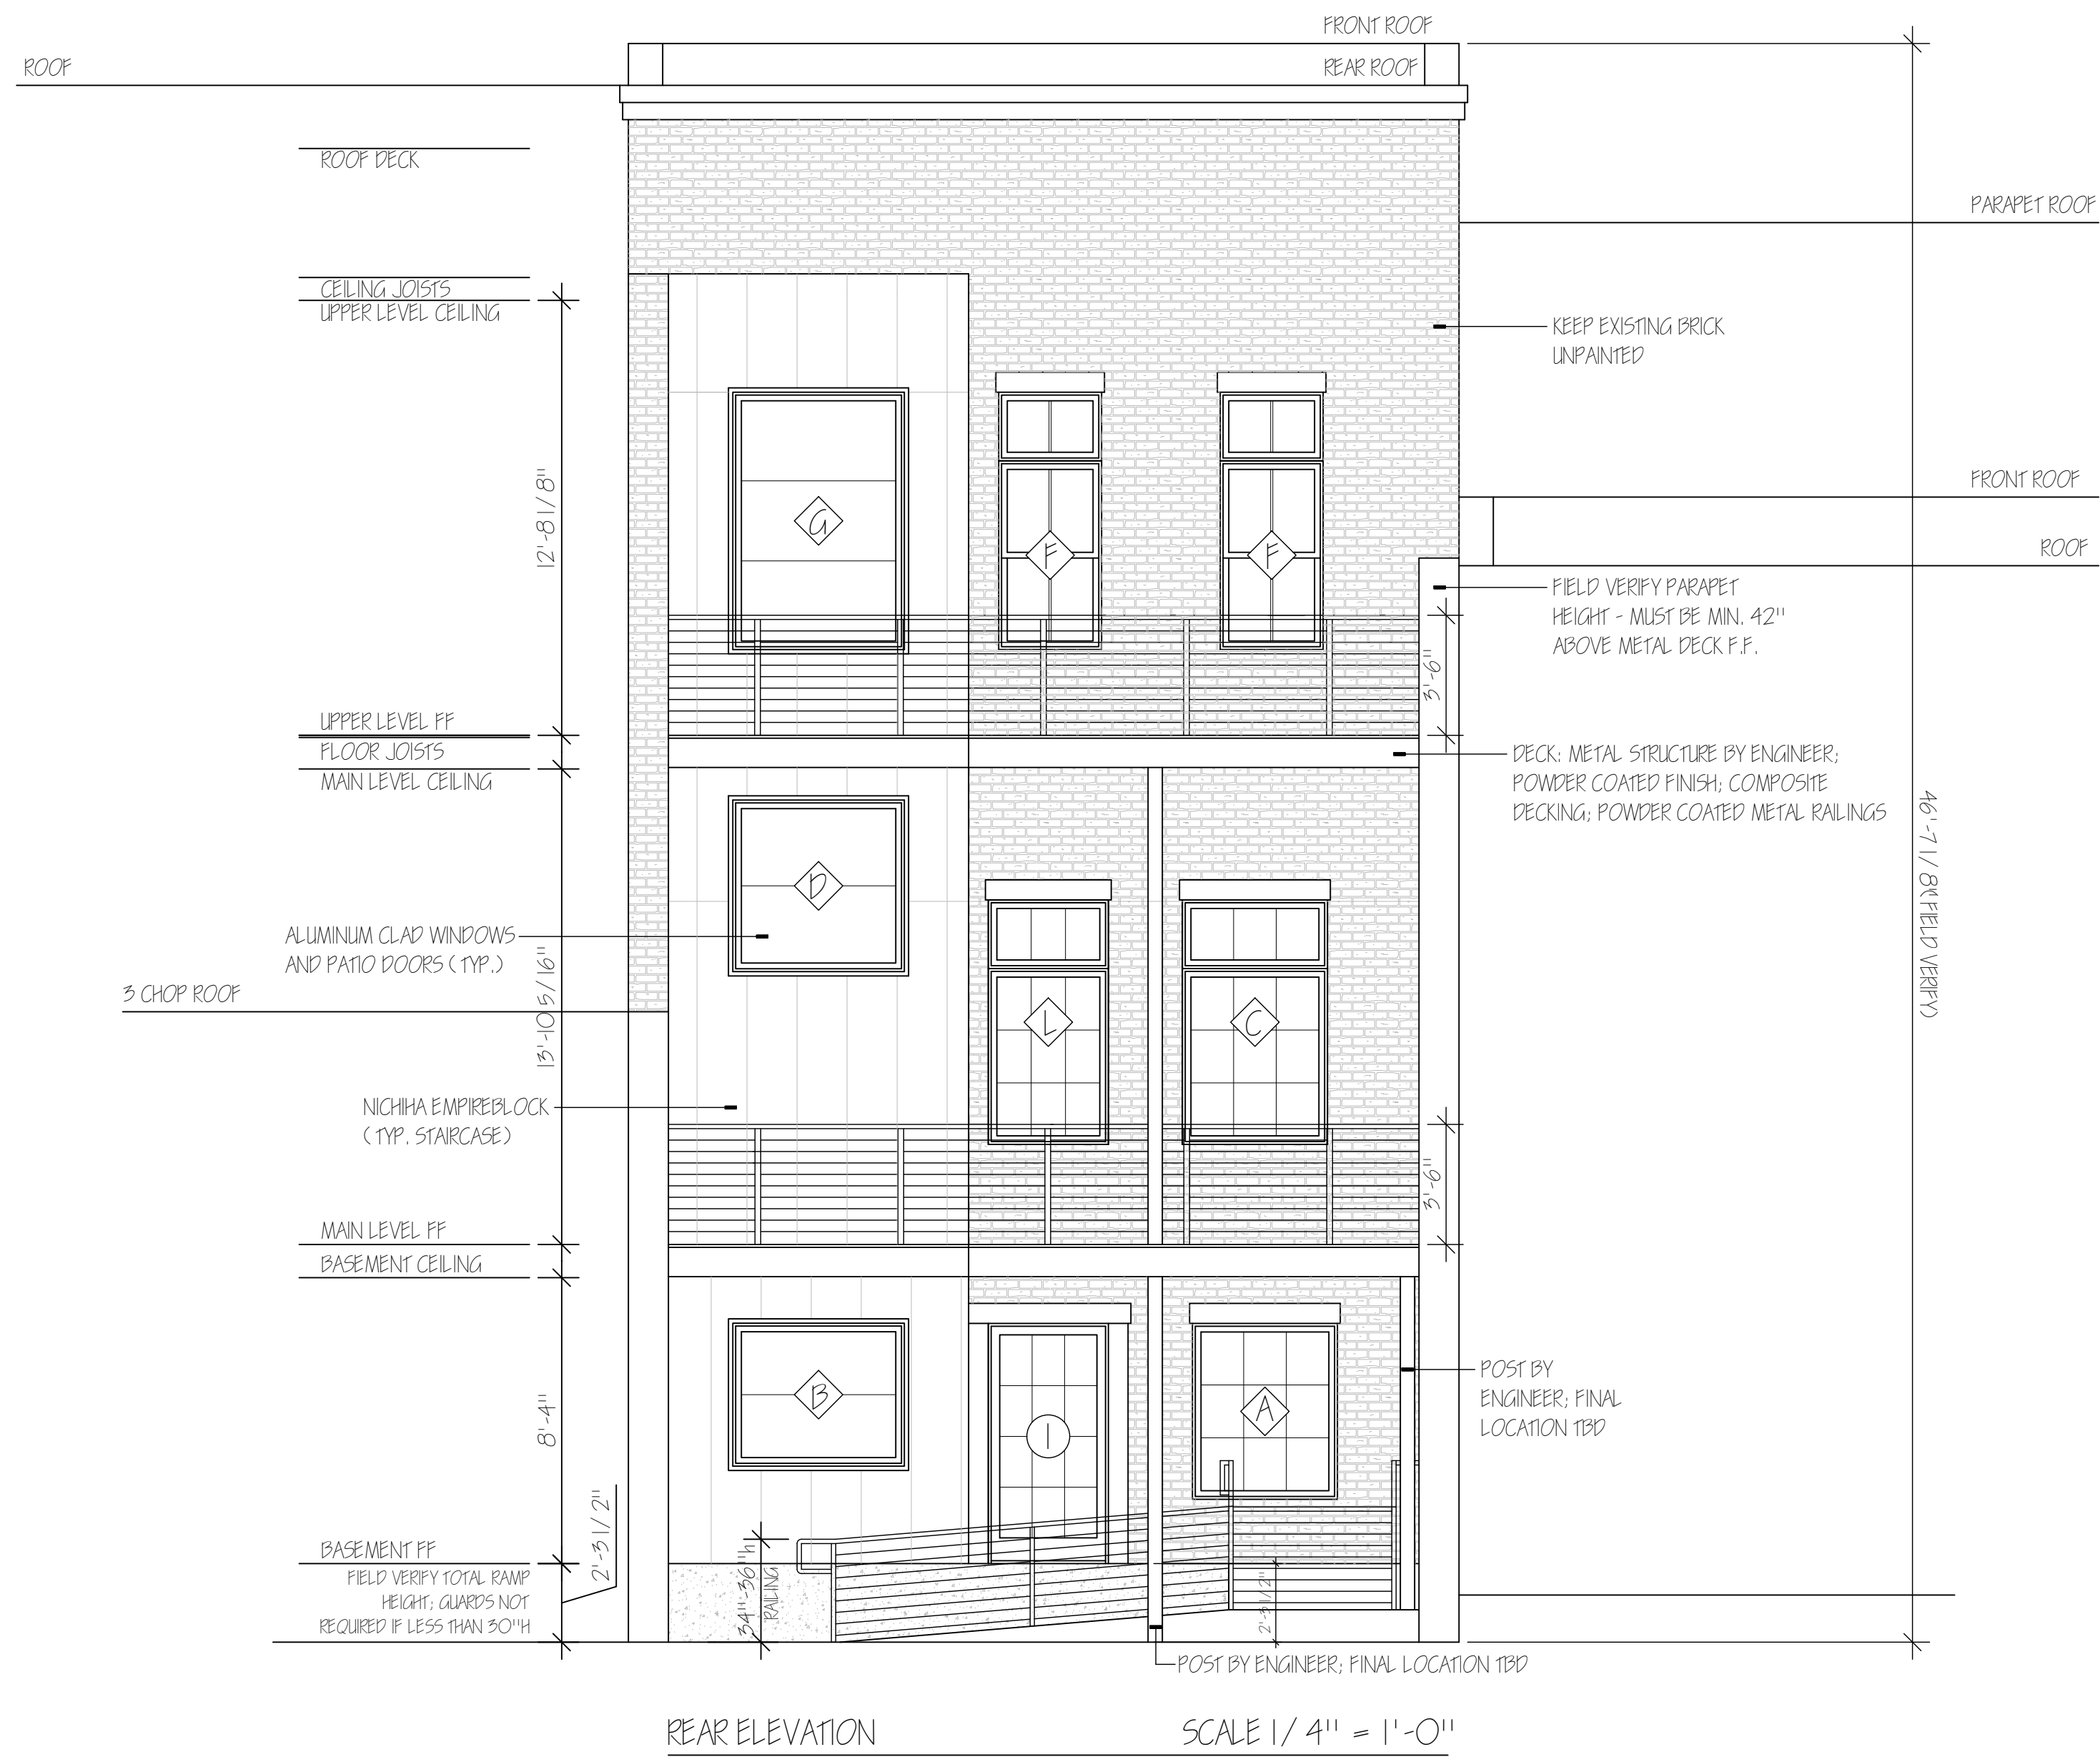 FRONT ROOF
ROOF
REAR ROOF
ROOF DECK
PARAPET ROOF
CEILING JOISTS
UPPER LEVEL CEILING
KEEP EXISTING BRICK
UNPAINTED
12'-8 1/8"
FRONT ROOF
G
F
F
ROOF
FIELD VERIFY PARAPET
HEIGHT - MUST BE MIN. 42"
ABOVE METAL DECK F.F.
3'-6"
UPPER LEVEL FF
FLOOR JOISTS
MAIN LEVEL CEILING
DECK: METAL STRUCTURE BY ENGINEER;
POWDER COATED FINISH; COMPOSITE
DECKING; POWDER COATED METAL RAILINGS
46'-7 1/8" (FIELD VERIFY)
D
ALUMINUM CLAD WINDOWS
AND PATIO DOORS (TYP.)
3 CHOP ROOF
13'-10 5/16"
L
C
NICHIHA EMPIREBLOCK
(TYP. STAIRCASE)
3'-6"
MAIN LEVEL FF
BASEMENT CEILING
8'-4"
B
1
A
POST BY
ENGINEER; FINAL
LOCATION TBD
2'-3 1/2"
BASEMENT FF
FIELD VERIFY TOTAL RAMP
HEIGHT; GUARDS NOT
REQUIRED IF LESS THAN 30"H
34"-36"h
RAILING
2'-3 1/2"
POST BY ENGINEER; FINAL LOCATION TBD
REAR ELEVATION
SCALE 1/4" = 1'-0"